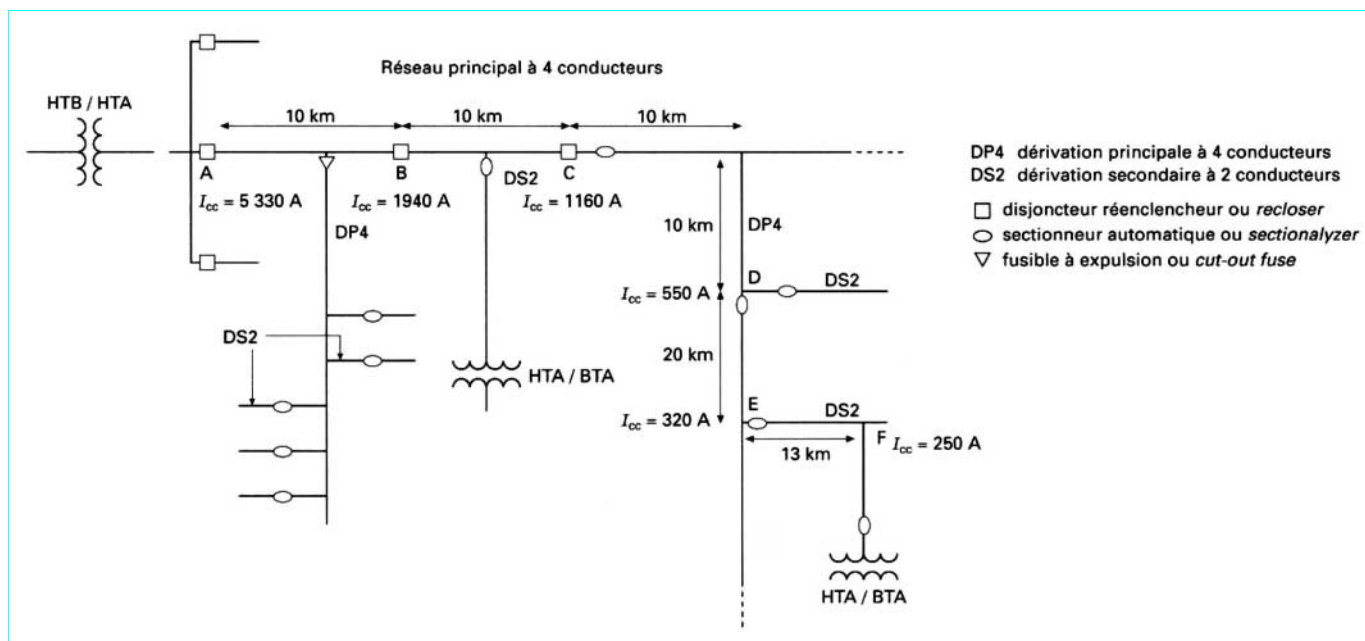 Réseau principal à 4 conducteurs
HTB / HTA
10 km
10 km
10 km
A
B
C
DS2
I_cc = 5 330 A
I_cc = 1940 A
I_cc = 1160 A
DP4
10 km
DP4
D
DS2
I_cc = 550 A
DS2
20 km
HTA / BTA
E
DS2
I_cc = 320 A
F
I_cc = 250 A
13 km
HTA / BTA
DP4 dérivation principale à 4 conducteurs
DS2 dérivation secondaire à 2 conducteurs
disjoncteur réenclencheur ou recloser
sectionneur automatique ou sectionalyzer
fusible à expulsion ou cut-out fuse